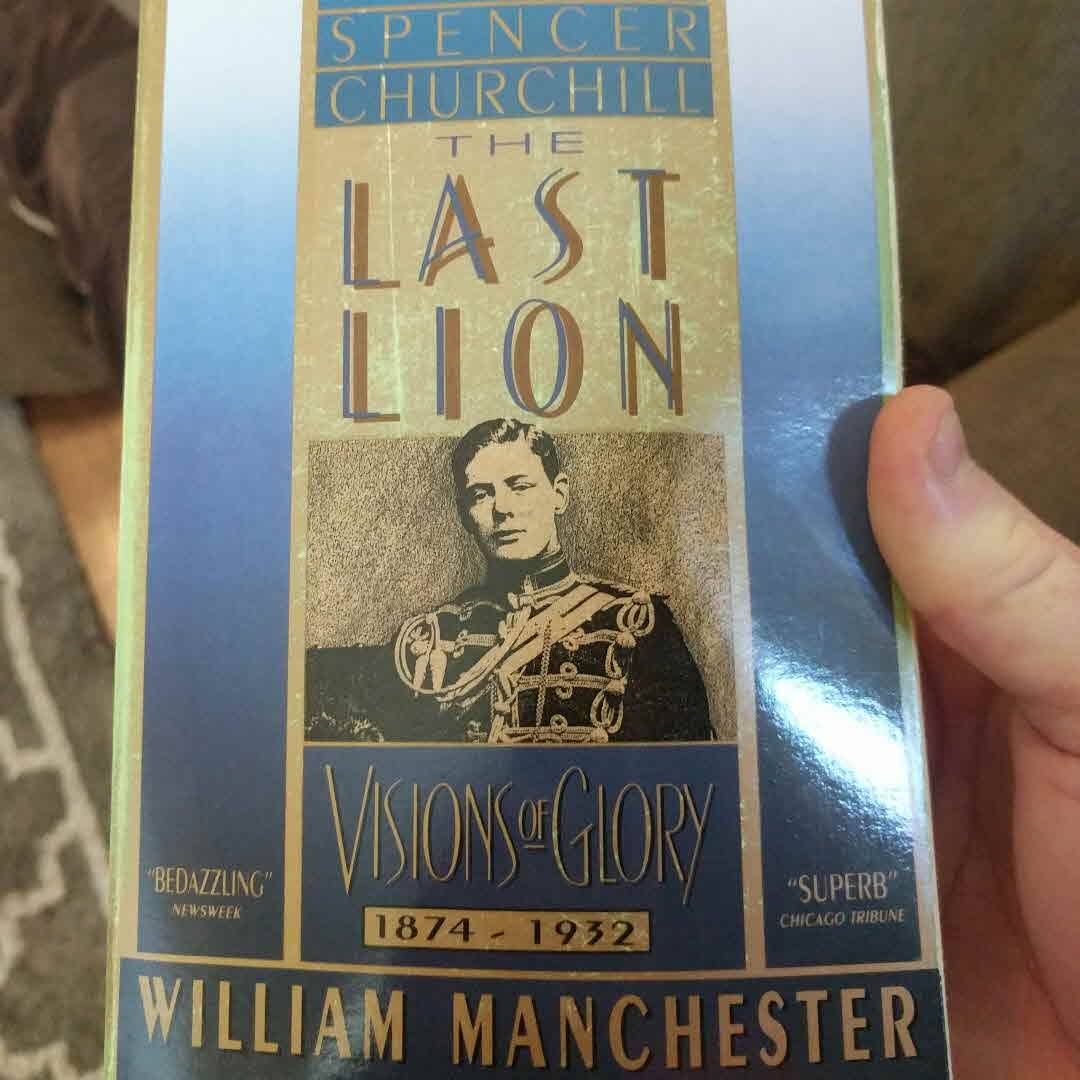 SPENCER
CHURCHILL
THE
LAST
LION
VISIONS OF GLORY
1874 - 1932
"BEDAZZLING"
NEWSWEEK
"SUPERB"
CHICAGO TRIBUNE
WILLIAM MANCHESTER